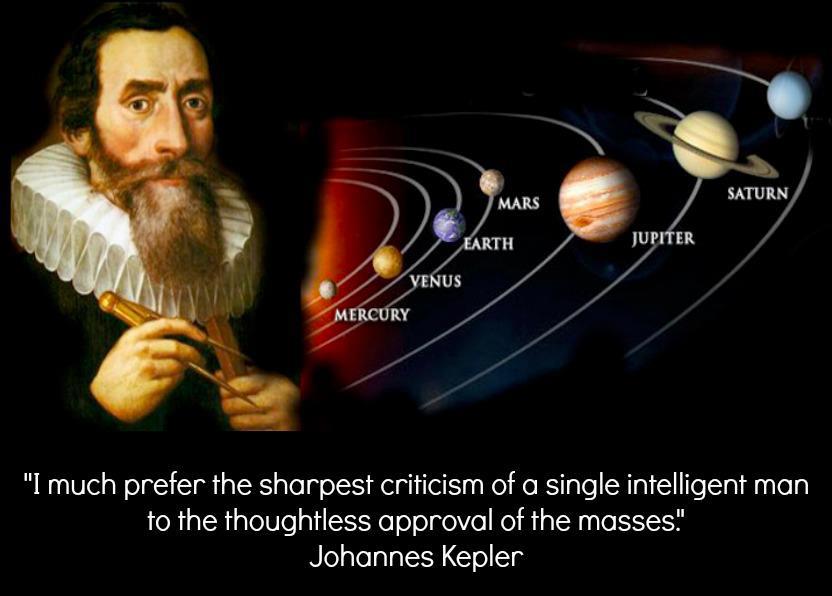 SATURN
MARS
JUPITER
EARTH
VENUS
MERCURY
"I much prefer the sharpest criticism of a single intelligent man
to the thoughtless approval of the masses."
Johannes Kepler